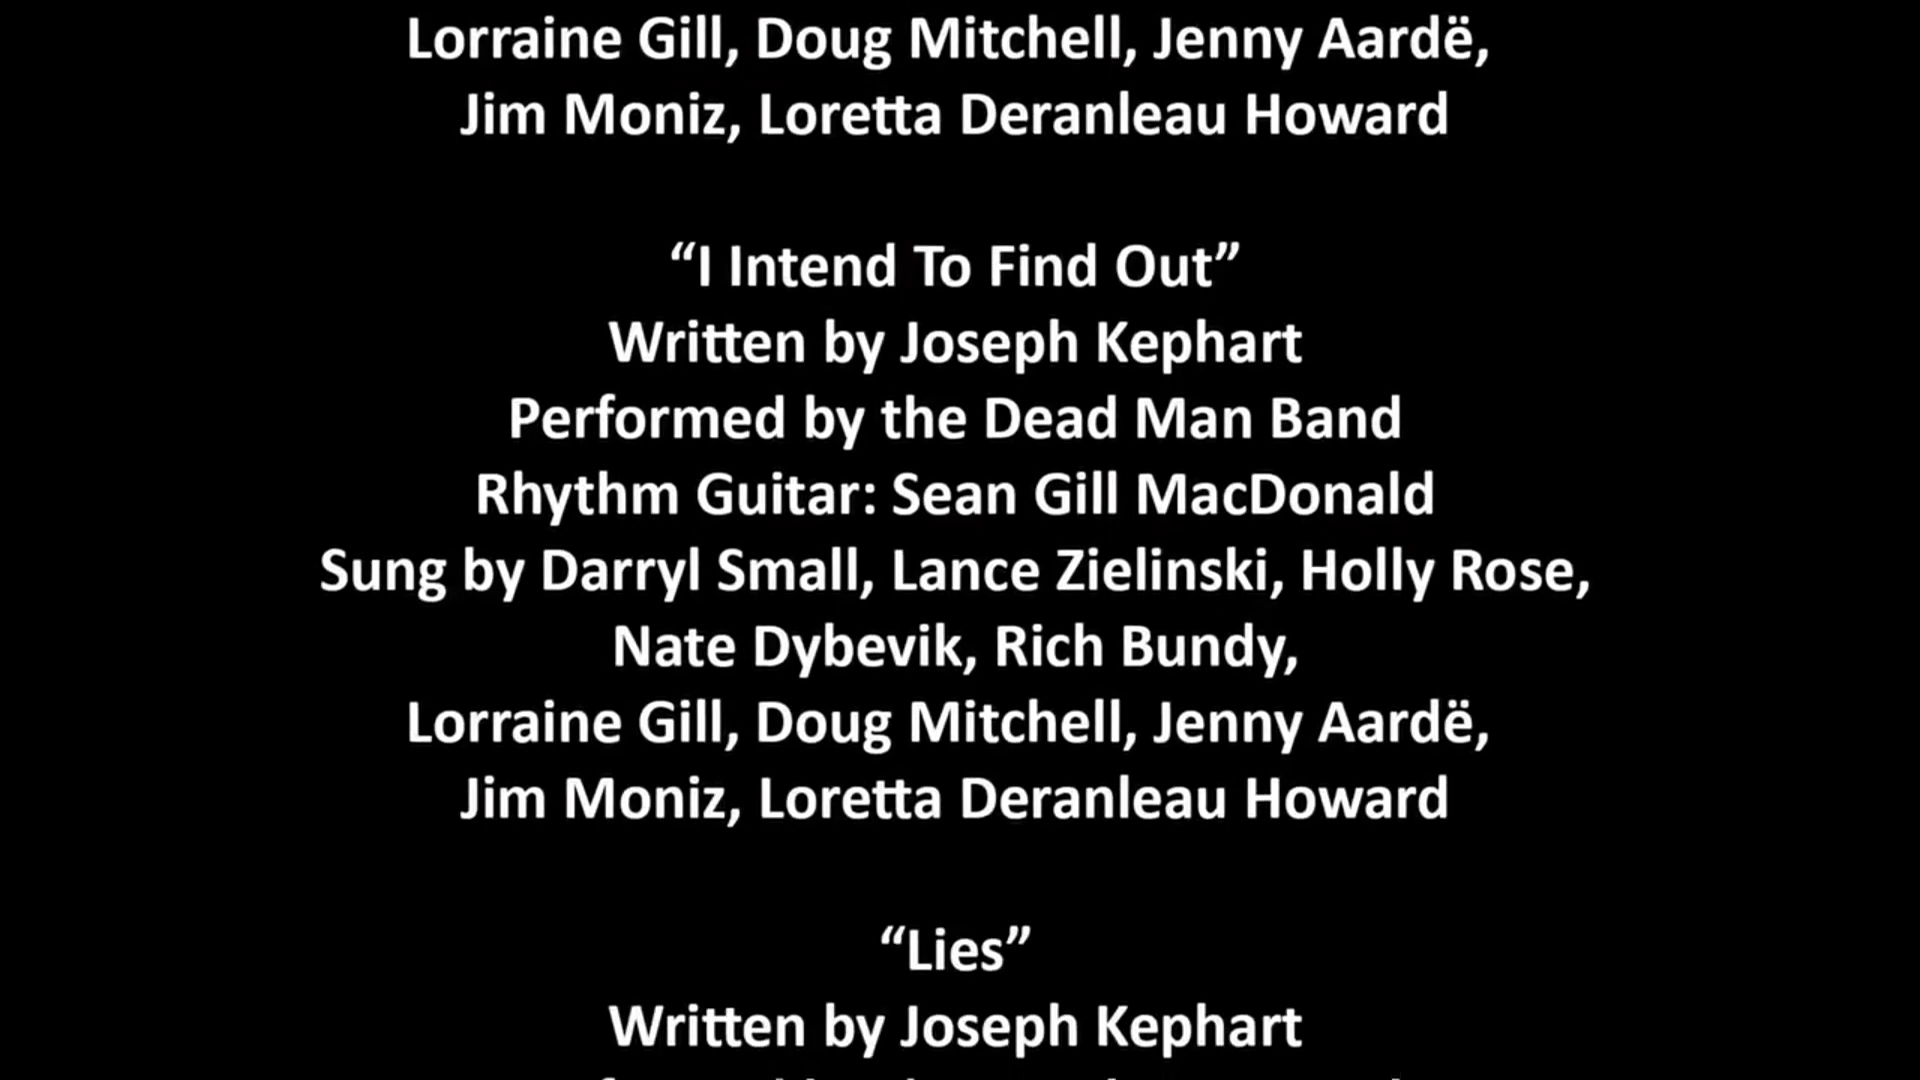 Lorraine Gill, Doug Mitchell, Jenny Aardë,
Jim Moniz, Loretta Deranleau Howard
“I Intend To Find Out”
Written by Joseph Kephart
Performed by the Dead Man Band
Rhythm Guitar: Sean Gill MacDonald
Sung by Darryl Small, Lance Zielinski, Holly Rose,
Nate Dybevik, Rich Bundy,
Lorraine Gill, Doug Mitchell, Jenny Aardë,
Jim Moniz, Loretta Deranleau Howard
“Lies”
Written by Joseph Kephart